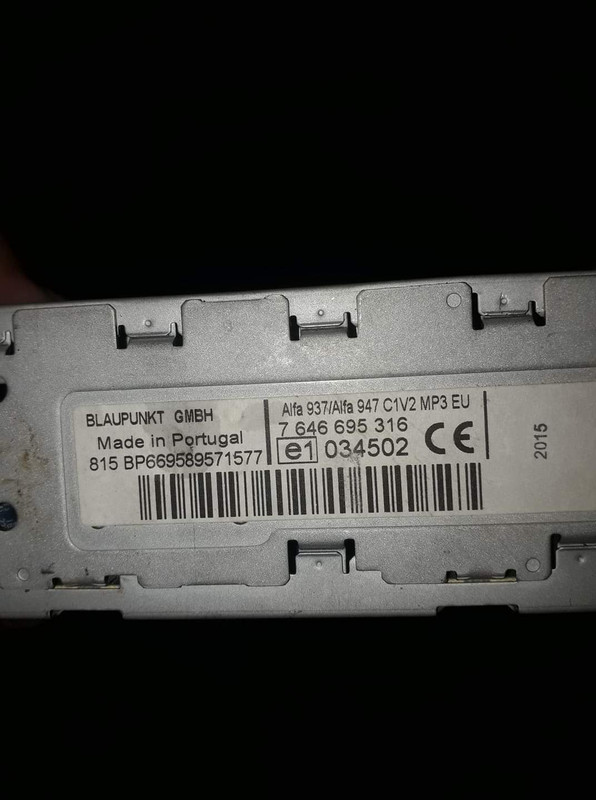 BLAUPUNKT GMBH
Made in Portugal
815 BP669589571577
Alfa 937/Alfa 947 C1V2 MP3 EU
7 646 695 316
e1 034502 CE
2015